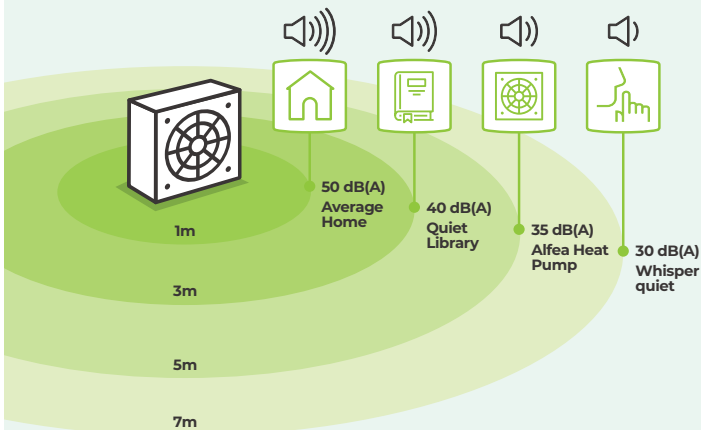 50 dB(A)
Average
Home
40 dB(A)
Quiet
Library
35 dB(A)
Alfea Heat
Pump
30 dB(A)
Whisper
quiet
1m
3m
5m
7m